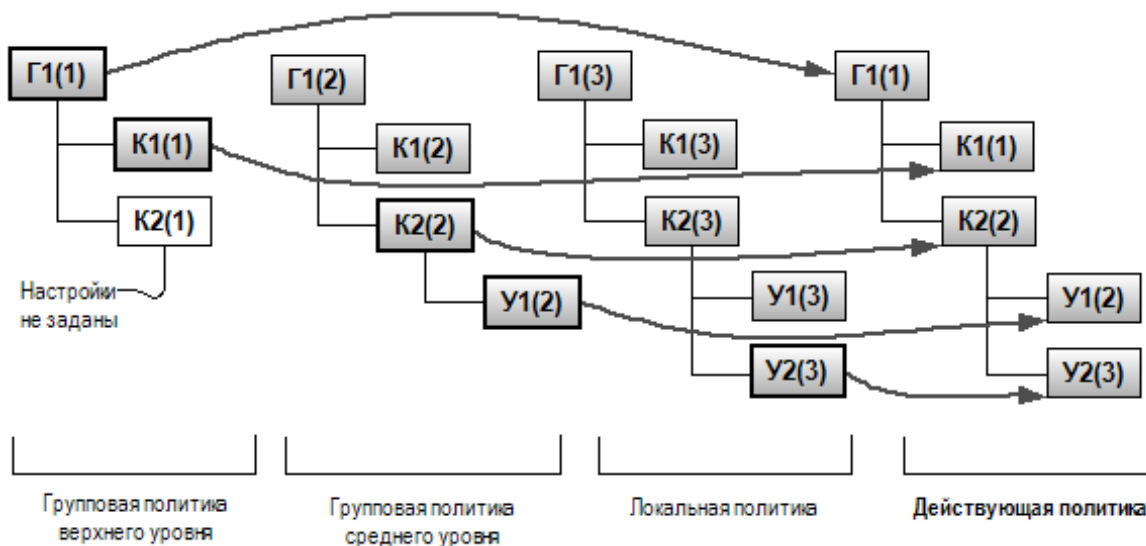 Г1(1)
Г1(2)
Г1(3)
Г1(1)
К1(1)
К1(2)
К1(3)
К1(1)
К2(1)
К2(2)
К2(3)
К2(2)
Настройки
не заданы
У1(2)
У1(3)
У1(2)
У2(3)
У2(3)
Групповая политика
верхнего уровня
Групповая политика
среднего уровня
Локальная политика
Действующая политика